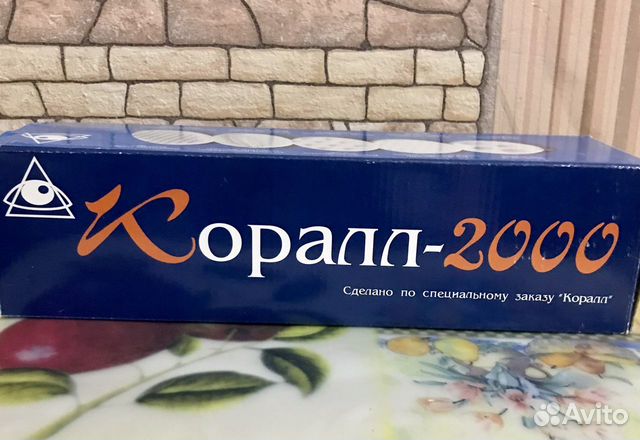 Коралл-2000
Сделано по специальному заказу "Коралл"
Avito